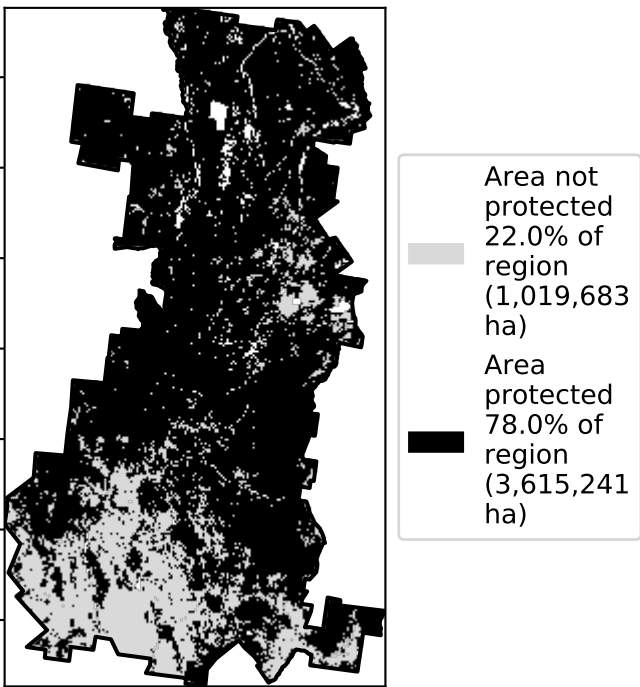 Area not
protected
22.0% of
region
(1,019,683
ha)
Area
protected
78.0% of
region
(3,615,241
ha)